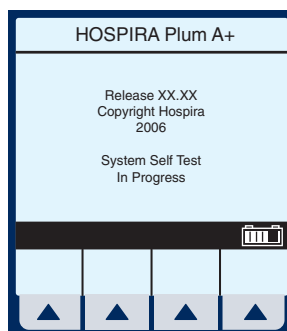 HOSPIRA Plum A+
Release XX.XX
Copyright Hospira
2006
System Self Test
In Progress